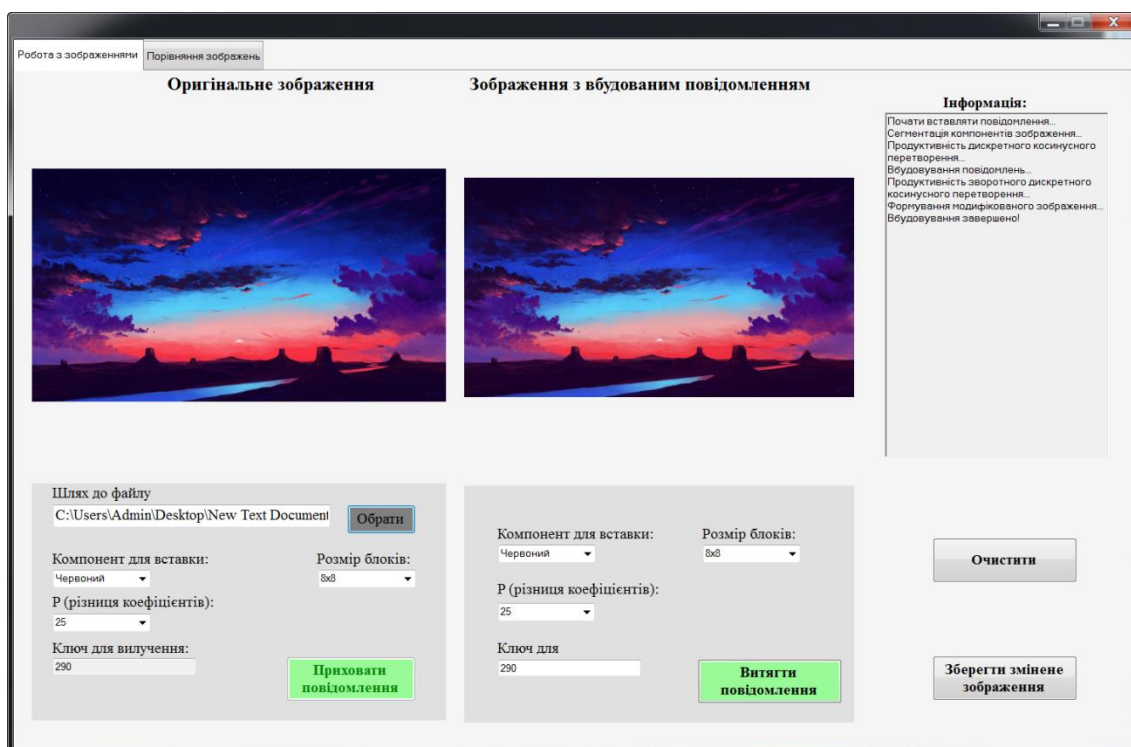 Робота з зображеннями
Порівняння зображень
Оригінальне зображення
Зображення з вбудованим повідомленням
Інформація:
Почати вставляти повідомлення...
Сегментація компонентів зображення...
Продуктивність дискретного косинусного
перетворення...
Вбудовування повідомлень...
Продуктивність зворотного дискретного
косинусного перетворення...
Формування модифікованого зображення...
Вбудовування завершено!
Шлях до файлу
C:\Users\Admin\Desktop\New Text Document
Обрати
Компонент для вставки:
Розмір блоків:
Червоний
8x8
P (різниця коефіцієнтів):
25
Ключ для вилучення:
290
Приховати
повідомлення
Компонент для вставки:
Розмір блоків:
Червоний
8x8
P (різниця коефіцієнтів):
25
Ключ для
290
Витягти
повідомлення
Очистити
Зберегти змінене
зображення